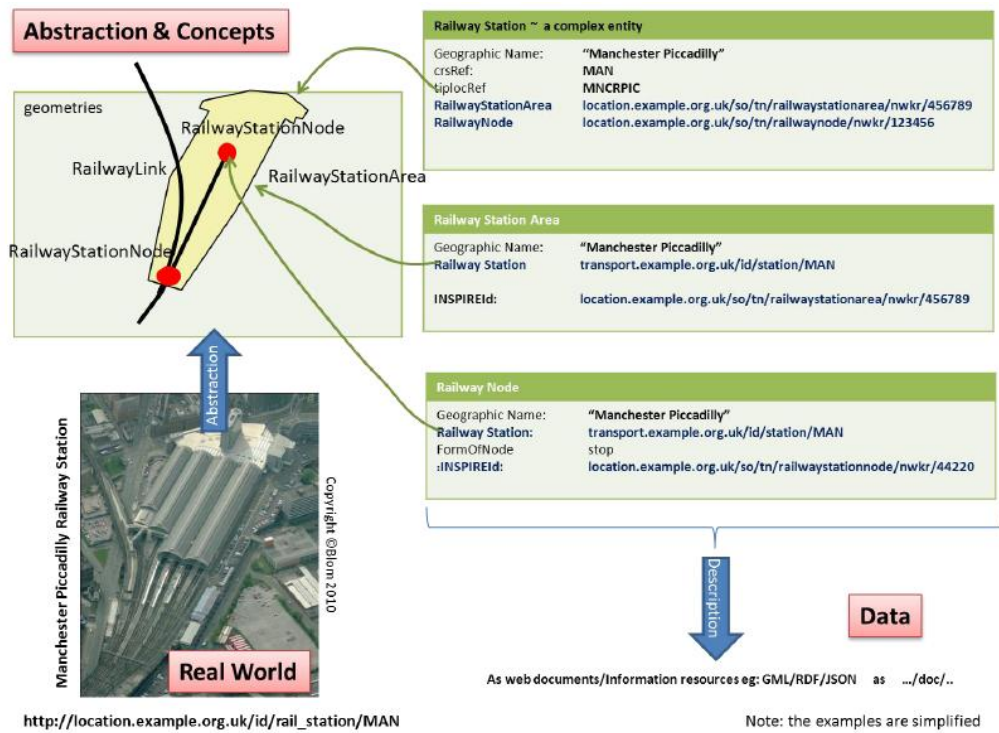 Abstraction & Concepts
geometries
RailwayStationNode
RailwayLink
RailwayStationArea
RailwayStationNode
Abstraction
Manchester Piccadilly Railway Station
Copyright ©Blom 2010
Real World
http://location.example.org.uk/id/rail_station/MAN
Railway Station ~ a complex entity
Geographic Name: “Manchester Piccadilly”
crsRef: MAN
tiplocRef MNCRPIC
RailwayStationArea location.example.org.uk/so/tn/railwaystationarea/nwkr/456789
RailwayNode location.example.org.uk/so/tn/railwaynode/nwkr/123456
Railway Station Area
Geographic Name: “Manchester Piccadilly”
Railway Station transport.example.org.uk/id/station/MAN
INSPIREId: location.example.org.uk/so/tn/railwaystationarea/nwkr/456789
Railway Node
Geographic Name: “Manchester Piccadilly”
Railway Station: transport.example.org.uk/id/station/MAN
FormOfNode stop
:INSPIREId: location.example.org.uk/so/tn/railwaystationnode/nwkr/44220
Description
Data
As web documents/Information resources eg: GML/RDF/JSON as .../doc/..
Note: the examples are simplified